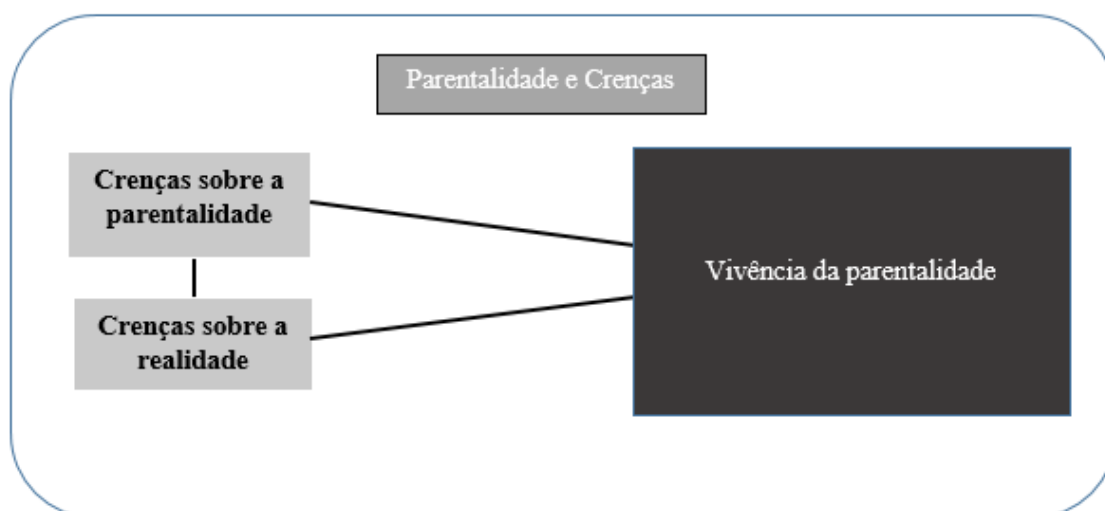 Parentalidade e Crenças
Crenças sobre a
parentalidade
Vivência da parentalidade
Crenças sobre a
realidade